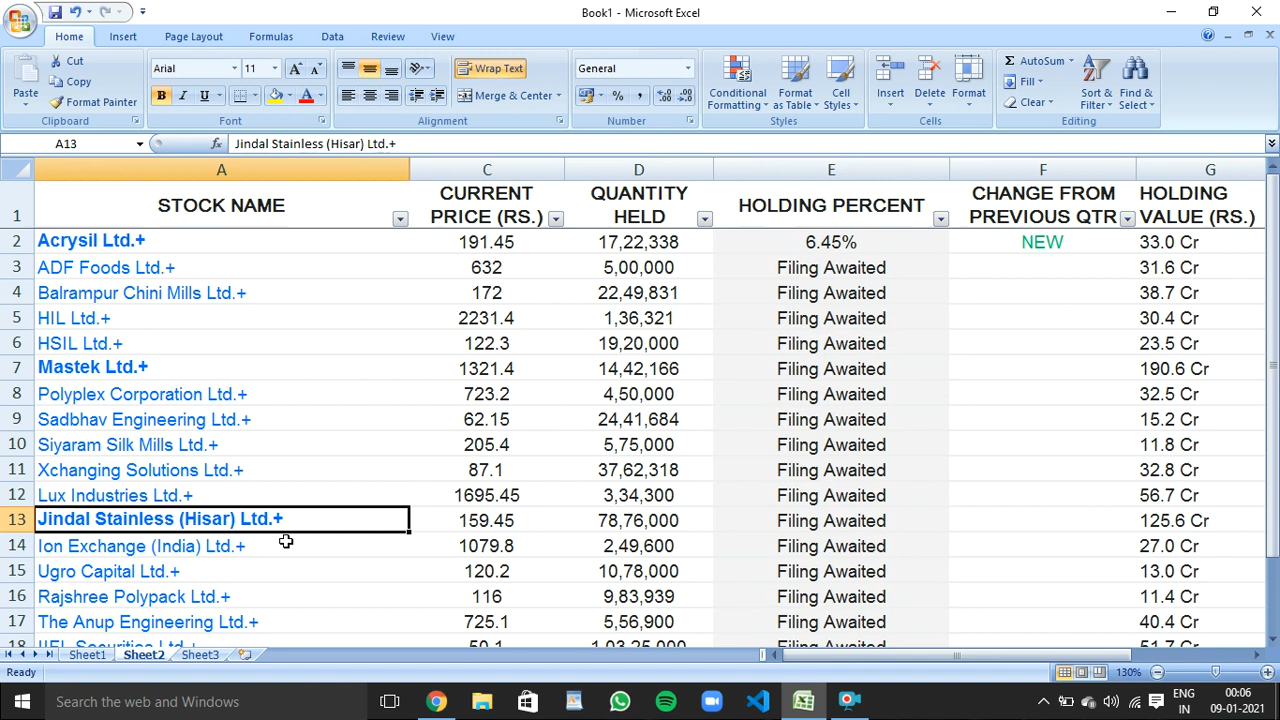 Book1 - Microsoft Excel
Home Insert Page Layout Formulas Data Review View
Paste
Cut
Copy
Format Painter
Clipboard
Arial 11
B I U
Font
Wrap Text
Merge & Center
Alignment
General
% ,
Number
Conditional Formatting
Format as Table
Cell Styles
Styles
Insert Delete Format
Cells
Σ AutoSum
Fill
Clear
Sort & Filter
Find & Select
Editing
A13 fx Jindal Stainless (Hisar) Ltd.+
A C D E F G
1 STOCK NAME CURRENT PRICE (RS.) QUANTITY HELD HOLDING PERCENT CHANGE FROM PREVIOUS QTR HOLDING VALUE (RS.)
2 Acrysil Ltd.+ 191.45 17,22,338 6.45% NEW 33.0 Cr
3 ADF Foods Ltd.+ 632 5,00,000 Filing Awaited 31.6 Cr
4 Balrampur Chini Mills Ltd.+ 172 22,49,831 Filing Awaited 38.7 Cr
5 HIL Ltd.+ 2231.4 1,36,321 Filing Awaited 30.4 Cr
6 HSIL Ltd.+ 122.3 19,20,000 Filing Awaited 23.5 Cr
7 Mastek Ltd.+ 1321.4 14,42,166 Filing Awaited 190.6 Cr
8 Polyplex Corporation Ltd.+ 723.2 4,50,000 Filing Awaited 32.5 Cr
9 Sadbhav Engineering Ltd.+ 62.15 24,41,684 Filing Awaited 15.2 Cr
10 Siyaram Silk Mills Ltd.+ 205.4 5,75,000 Filing Awaited 11.8 Cr
11 Xchanging Solutions Ltd.+ 87.1 37,62,318 Filing Awaited 32.8 Cr
12 Lux Industries Ltd.+ 1695.45 3,34,300 Filing Awaited 56.7 Cr
13 Jindal Stainless (Hisar) Ltd.+ 159.45 78,76,000 Filing Awaited 125.6 Cr
14 Ion Exchange (India) Ltd.+ 1079.8 2,49,600 Filing Awaited 27.0 Cr
15 Ugro Capital Ltd.+ 120.2 10,78,000 Filing Awaited 13.0 Cr
16 Rajshree Polypack Ltd.+ 116 9,83,939 Filing Awaited 11.4 Cr
17 The Anup Engineering Ltd.+ 725.1 5,56,900 Filing Awaited 40.4 Cr
18 IIFL Securities Ltd.+ 50.1 1,03,25,000 Filing Awaited 51.7 Cr
Sheet1 Sheet2 Sheet3
Ready 130%
Search the web and Windows
ENG IN
00:06
09-01-2021